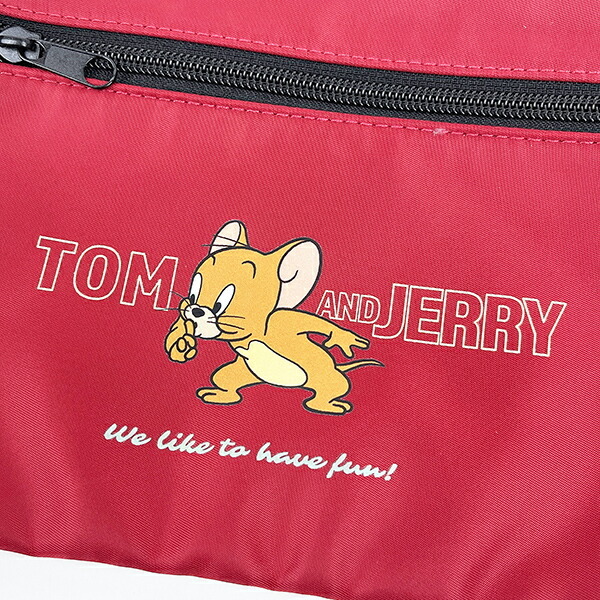 TOM AND JERRY
We like to have fun!